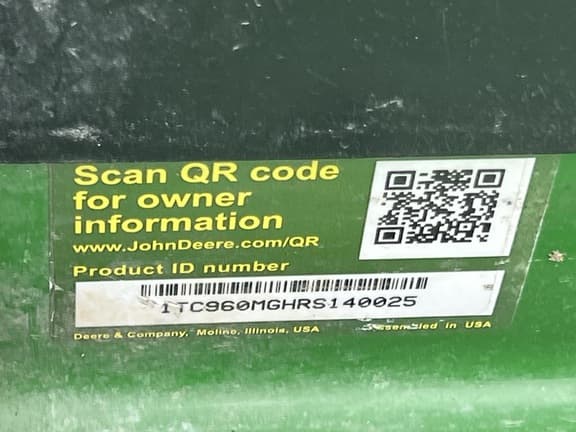 Scan QR code
for owner
information
www.JohnDeere.com/QR
Product ID number
1TC960MGHRS140025
Deere & Company, Moline, Illinois, USA
Assembled in USA